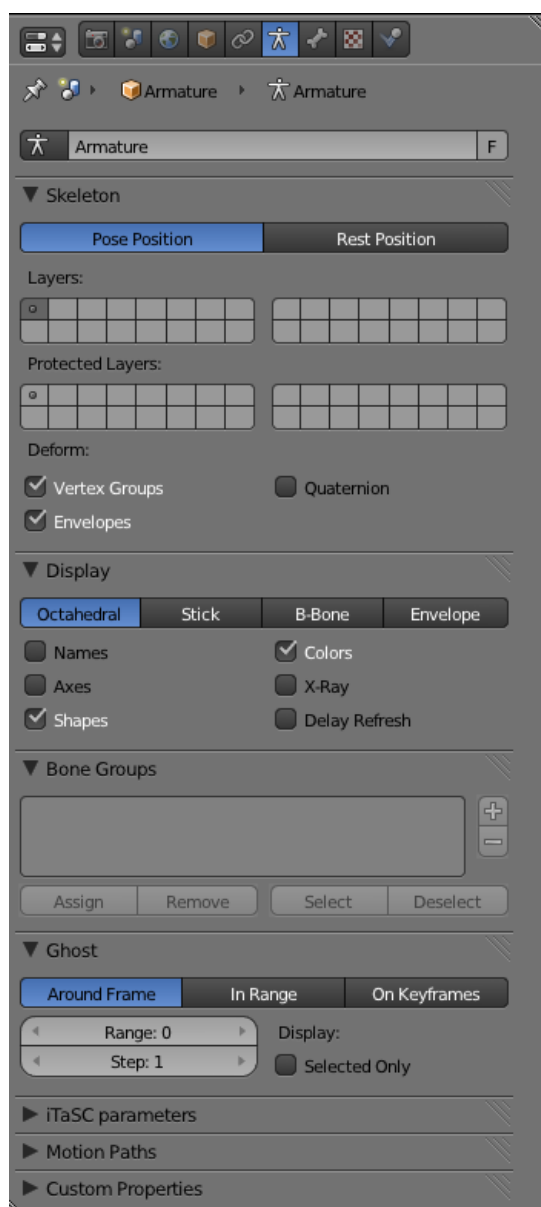 Armature Armature
Armature F
Skeleton
Pose Position Rest Position
Layers:
Protected Layers:
Deform:
Vertex Groups Quaternion
Envelopes
Display
Octahedral Stick B-Bone Envelope
Names Colors
Axes X-Ray
Shapes Delay Refresh
Bone Groups
Assign Remove Select Deselect
Ghost
Around Frame In Range On Keyframes
Range: 0 Display:
Step: 1 Selected Only
iTaSC parameters
Motion Paths
Custom Properties